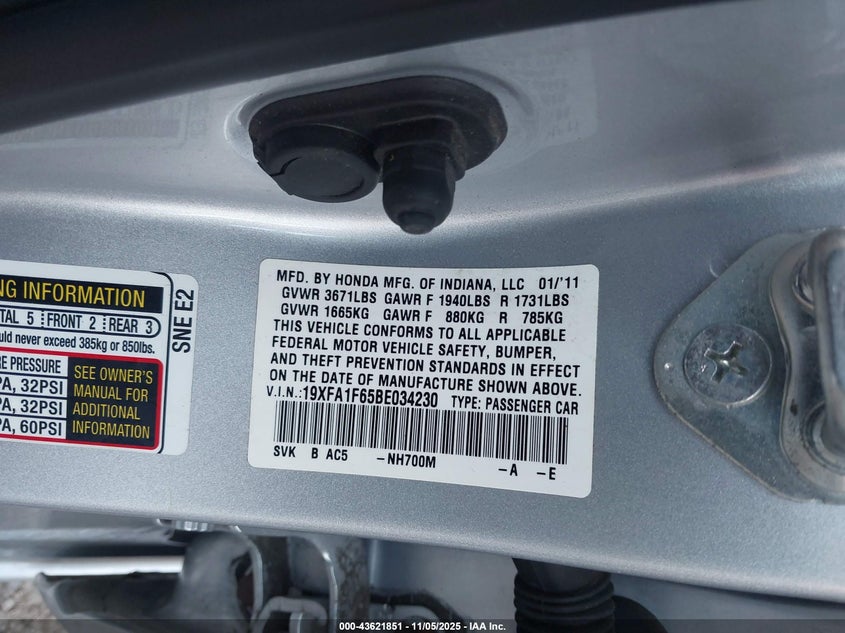 NG INFORMATION
TAL 5 FRONT 2 REAR 3
ould never exceed 385kg or 850lbs.
RE PRESSURE
PA, 32PSI
PA, 32PSI
PA, 60PSI
SEE OWNER'S
MANUAL FOR
ADDITIONAL
INFORMATION
SNE E2
MFD. BY HONDA MFG. OF INDIANA, LLC 01/'11
GVWR 3671LBS GAWR F 1940LBS R 1731LBS
GVWR 1665KG GAWR F 880KG R 785KG
THIS VEHICLE CONFORMS TO ALL APPLICABLE
FEDERAL MOTOR VEHICLE SAFETY, BUMPER,
AND THEFT PREVENTION STANDARDS IN EFFECT
ON THE DATE OF MANUFACTURE SHOWN ABOVE.
V.I.N.:19XFA1F65BE034230 TYPE: PASSENGER CAR
SVK B AC5 -NH700M -A -E
000-43621851 - 11/05/2025 - IAA Inc.